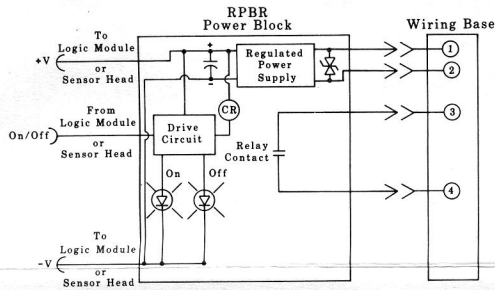 RPBR
Power Block
Wiring Base
To
Logic Module
+V
or
Sensor Head
+
-
Regulated
Power
Supply
1
2
CR
From
Logic Module
On/Off
or
Sensor Head
Drive
Circuit
Relay
Contact
3
On
Off
4
To
Logic Module
-V
or
Sensor Head